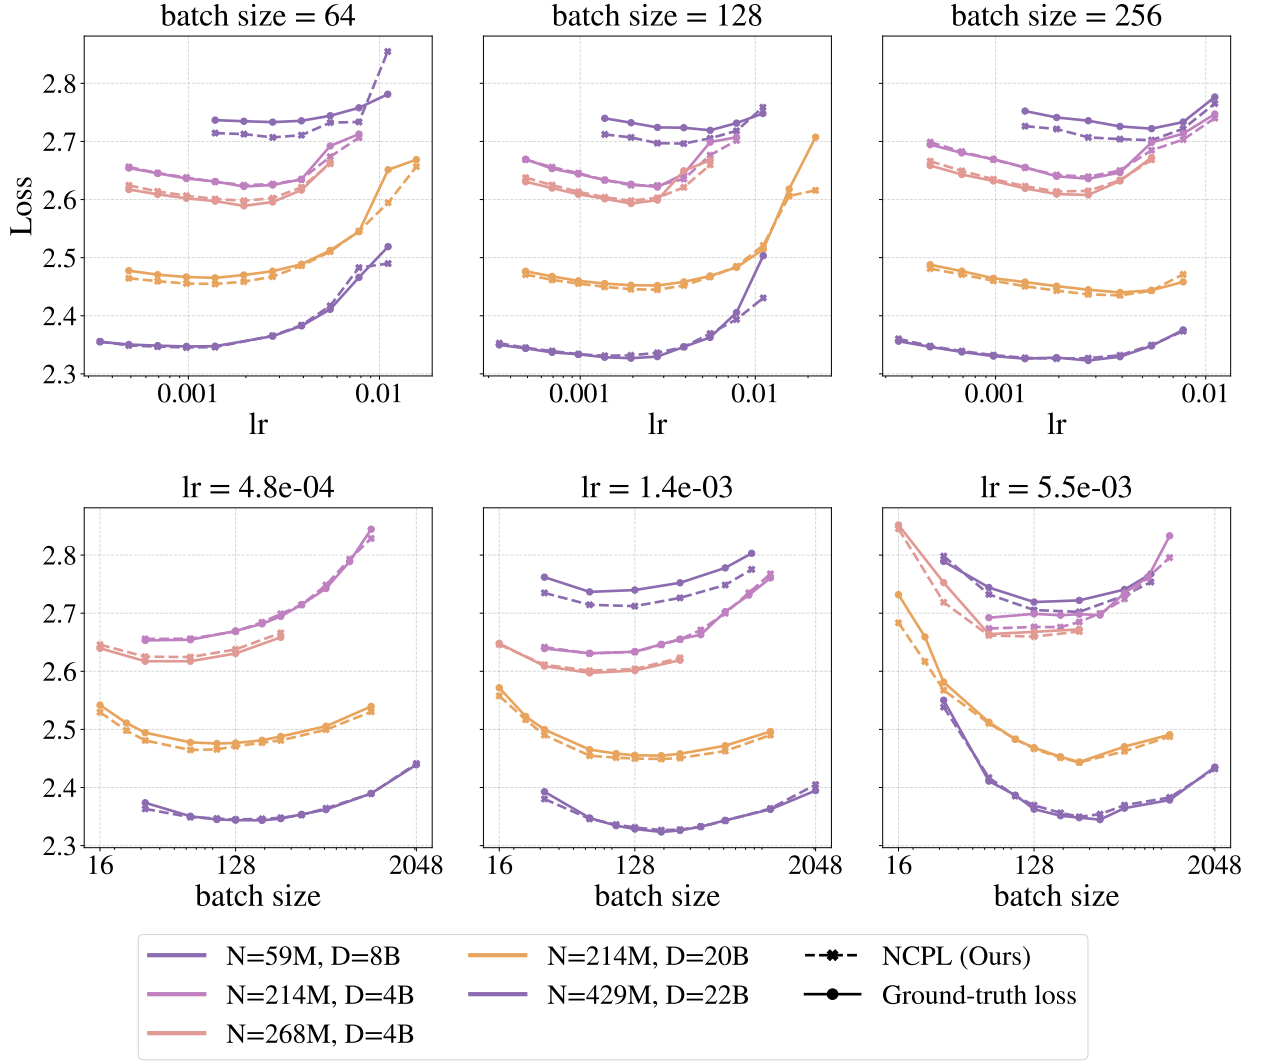 batch size = 64
batch size = 128
batch size = 256
Loss
2.8
2.7
2.6
2.5
2.4
2.3
0.001
0.01
0.001
0.01
0.001
0.01
lr
lr
lr
lr = 4.8e-04
lr = 1.4e-03
lr = 5.5e-03
2.8
2.7
2.6
2.5
2.4
2.3
16
128
2048
16
128
2048
16
128
2048
batch size
batch size
batch size
N=59M, D=8B
N=214M, D=4B
N=268M, D=4B
N=214M, D=20B
N=429M, D=22B
NCPL (Ours)
Ground-truth loss